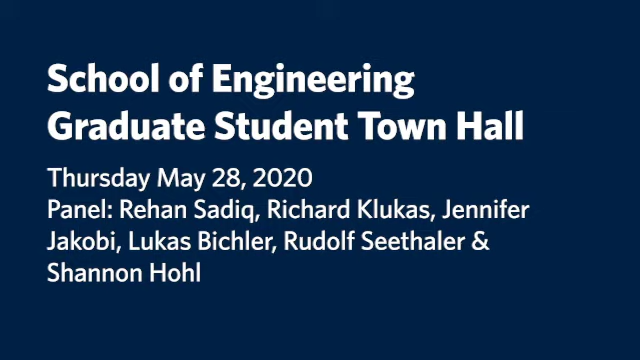 School of Engineering
Graduate Student Town Hall
Thursday May 28, 2020
Panel: Rehan Sadiq, Richard Klukas, Jennifer
Jakobi, Lukas Bichler, Rudolf Seethaler &
Shannon Hohl